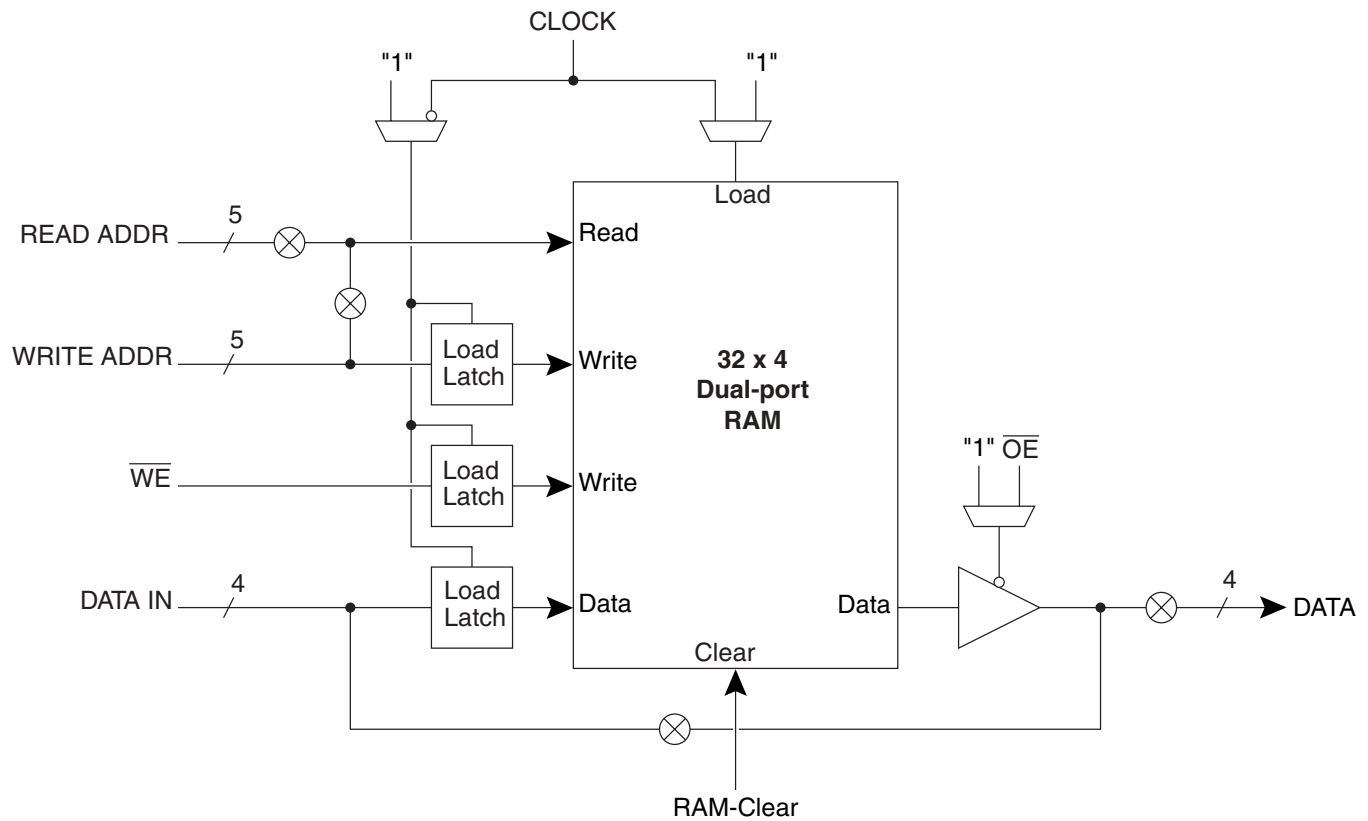 CLOCK
"1"
"1"
Load
READ ADDR
5
Read
WRITE ADDR
5
Load
Latch
Write
32 x 4
Dual-port
RAM
WE
Load
Latch
Write
"1" OE
DATA IN
4
Load
Latch
Data
Data
4
DATA
Clear
RAM-Clear